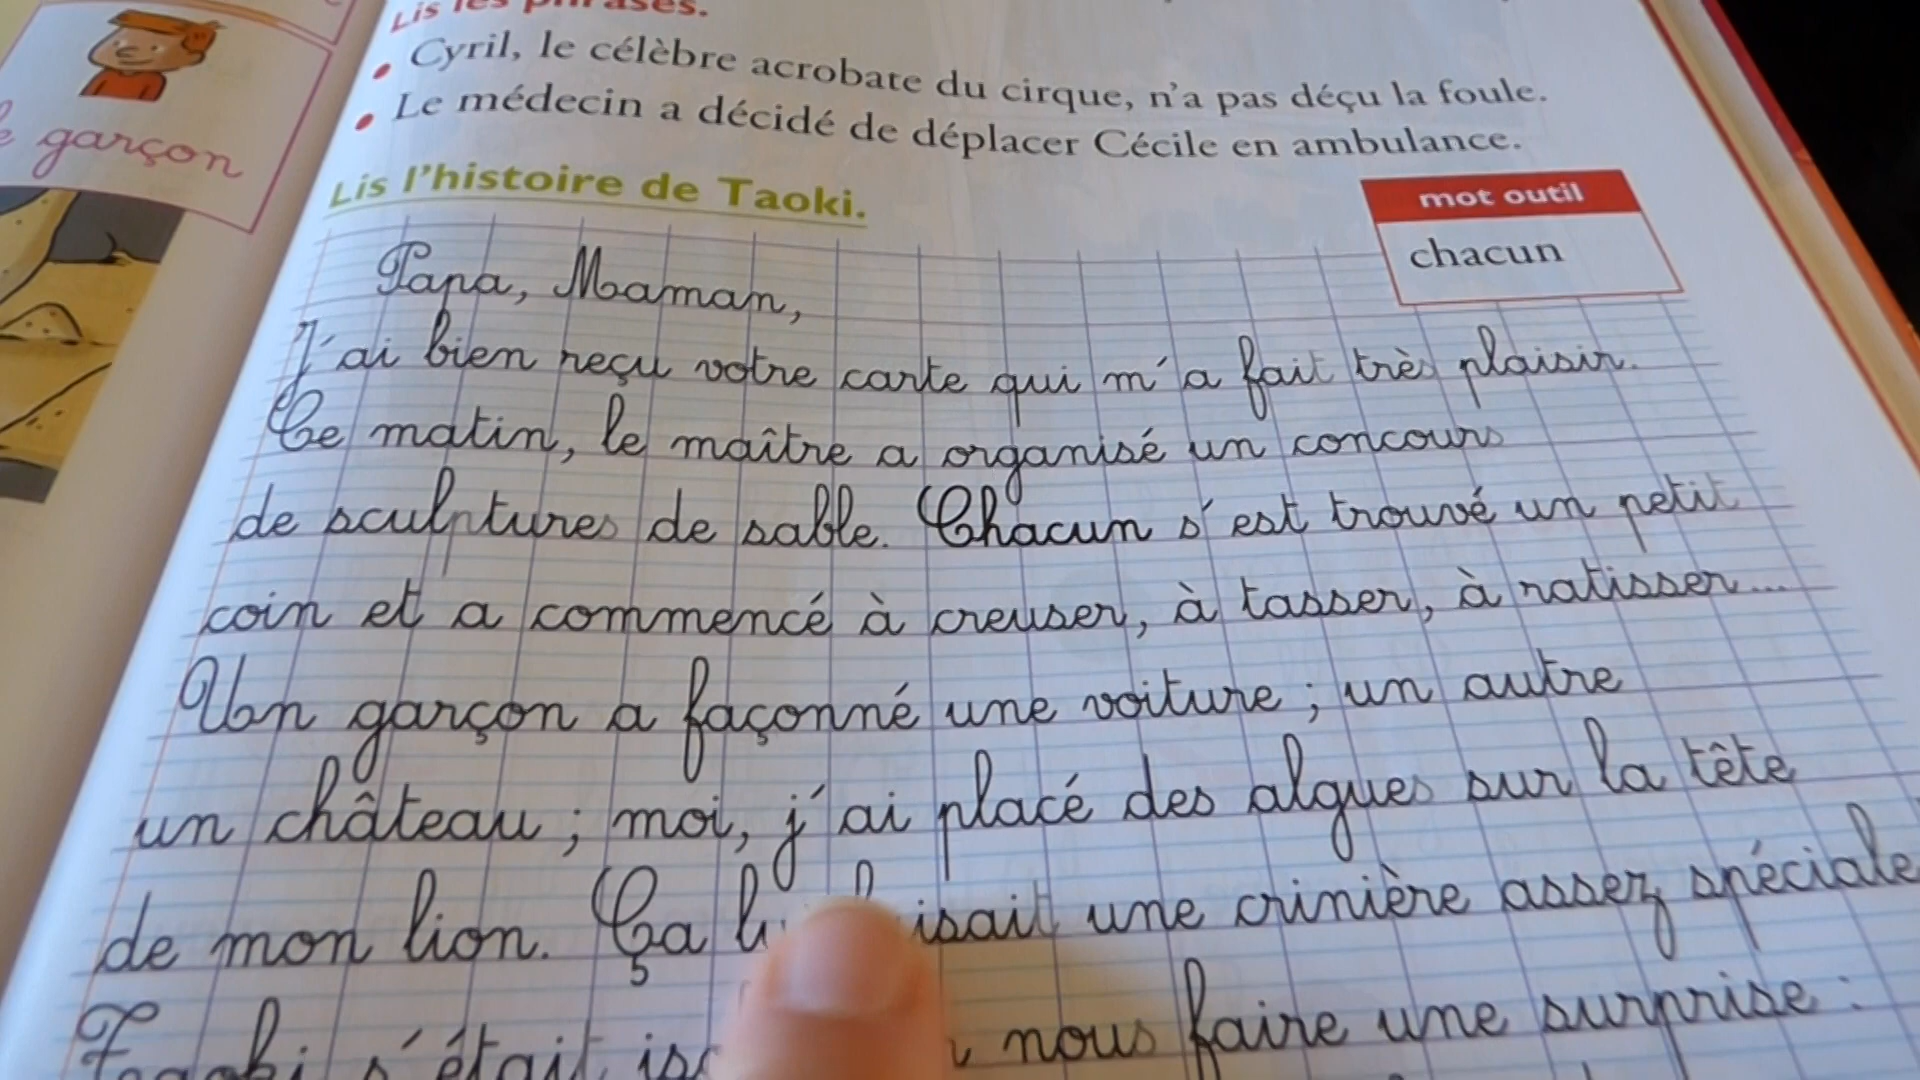 Lis les phrases.
Cyril, le célèbre acrobate du cirque, n'a pas déçu la foule.
Le médecin a décidé de déplacer Cécile en ambulance.
garçon
Lis l'histoire de Taoki.
mot outil
chacun
Papa, Maman,
J'ai bien reçu votre carte qui m'a fait très plaisir.
Ce matin, le maître a organisé un concours
de sculptures de sable. Chacun s'est trouvé un petit
coin et a commencé à creuser, à tasser, à ratisser...
Un garçon a façonné une voiture ; un autre
un château ; moi, j'ai placé des algues sur la tête
de mon lion. Ça une crinière assez spéciale
Taoki s'était nous faire une surprise :